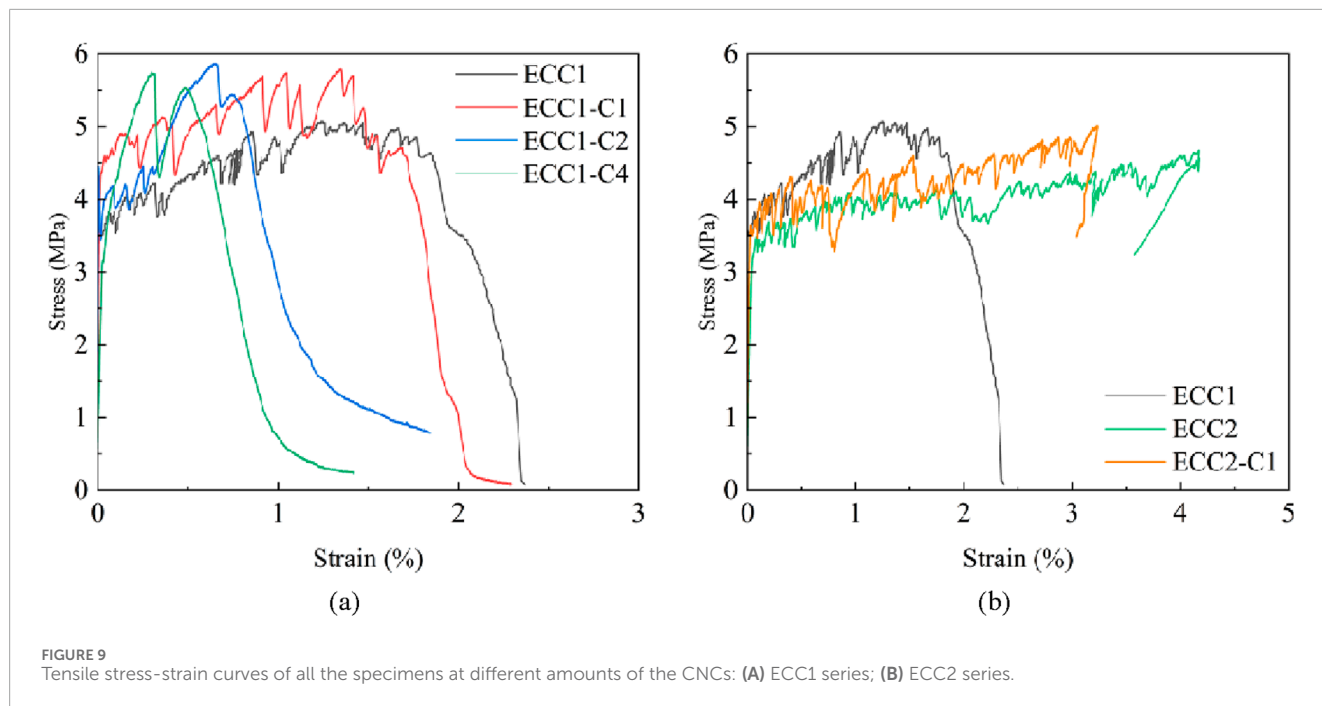 6
5
4
3
2
1
0
Stress (MPa)
ECC1
ECC1-C1
ECC1-C2
ECC1-C4
0 1 2 3
Strain (%)
(a)
6
5
4
3
2
1
0
Stress (MPa)
ECC1
ECC2
ECC2-C1
0 1 2 3 4 5
Strain (%)
(b)
FIGURE 9
Tensile stress-strain curves of all the specimens at different amounts of the CNCs: (A) ECC1 series; (B) ECC2 series.